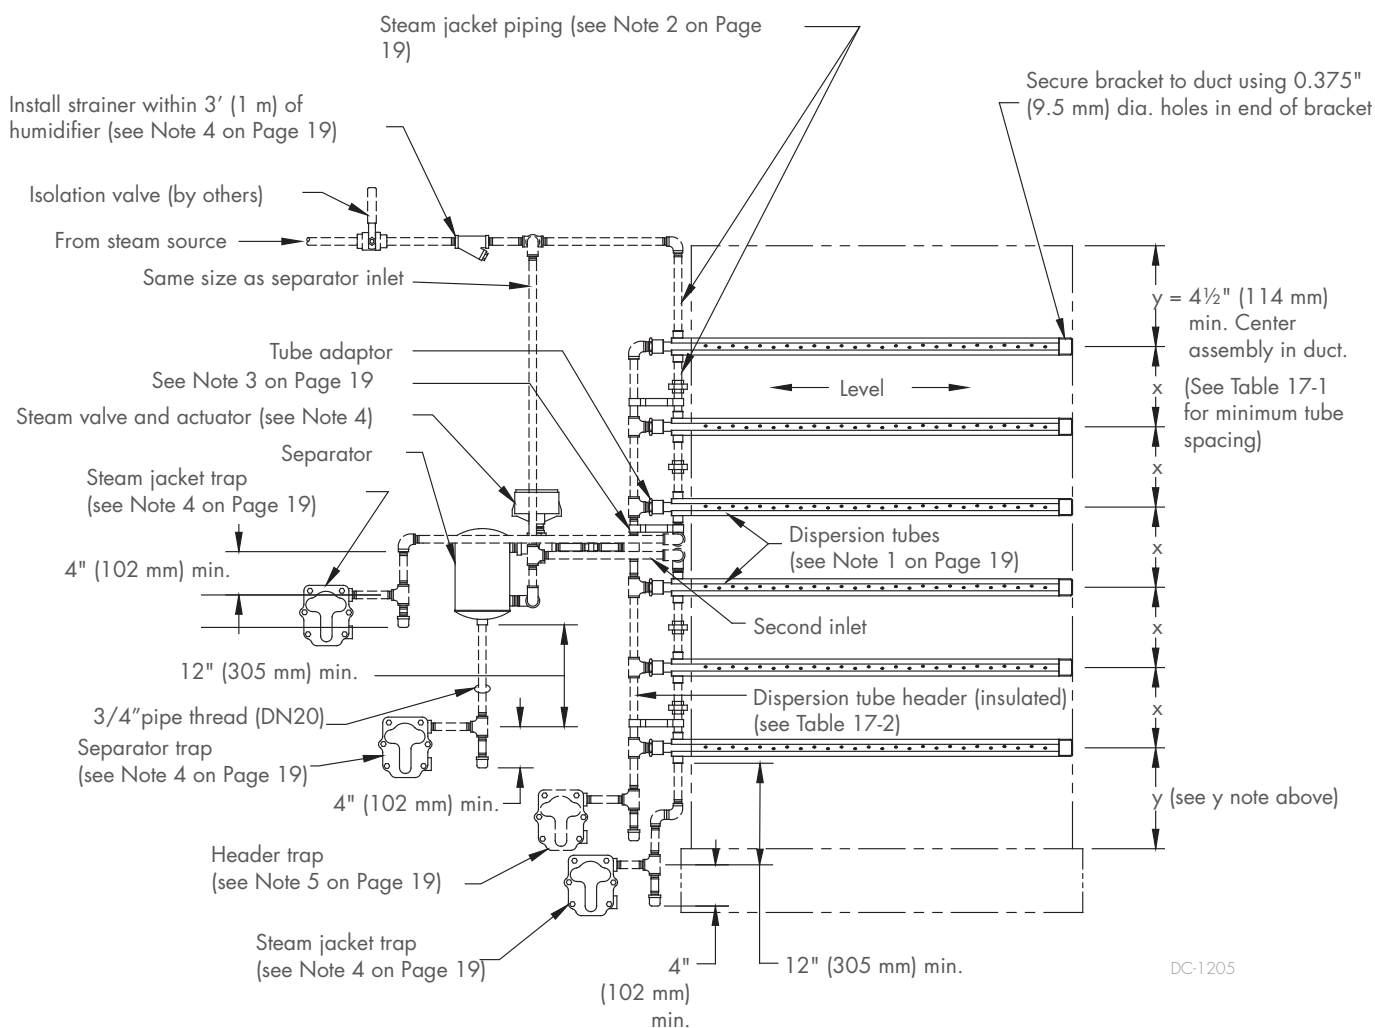 Steam jacket piping (see Note 2 on Page
19)
Secure bracket to duct using 0.375"
(9.5 mm) dia. holes in end of bracket
Install strainer within 3’ (1 m) of
humidifier (see Note 4 on Page 19)
Isolation valve (by others)
From steam source
Same size as separator inlet
y = 4½" (114 mm)
min. Center
assembly in duct.
Tube adaptor
See Note 3 on Page 19
Level
x
(See Table 17-1
for minimum tube
spacing)
Steam valve and actuator (see Note 4)
Separator
x
Steam jacket trap
(see Note 4 on Page 19)
Dispersion tubes
(see Note 1 on Page 19)
x
4" (102 mm) min.
Second inlet
x
12" (305 mm) min.
Dispersion tube header (insulated)
(see Table 17-2)
x
3/4”pipe thread (DN20)
Separator trap
(see Note 4 on Page 19)
4" (102 mm) min.
y (see y note above)
Header trap
(see Note 5 on Page 19)
Steam jacket trap
(see Note 4 on Page 19)
4"
(102 mm)
min.
12" (305 mm) min.
DC-1205